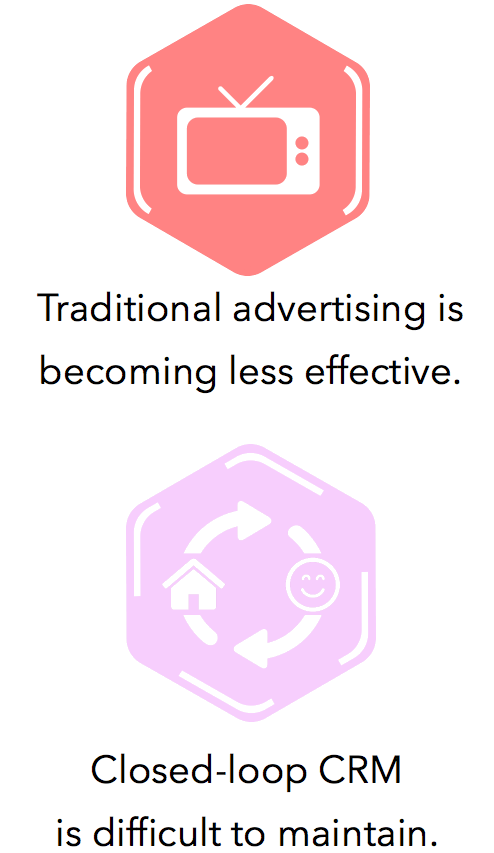 Traditional advertising is
becoming less effective.
Closed-loop CRM
is difficult to maintain.